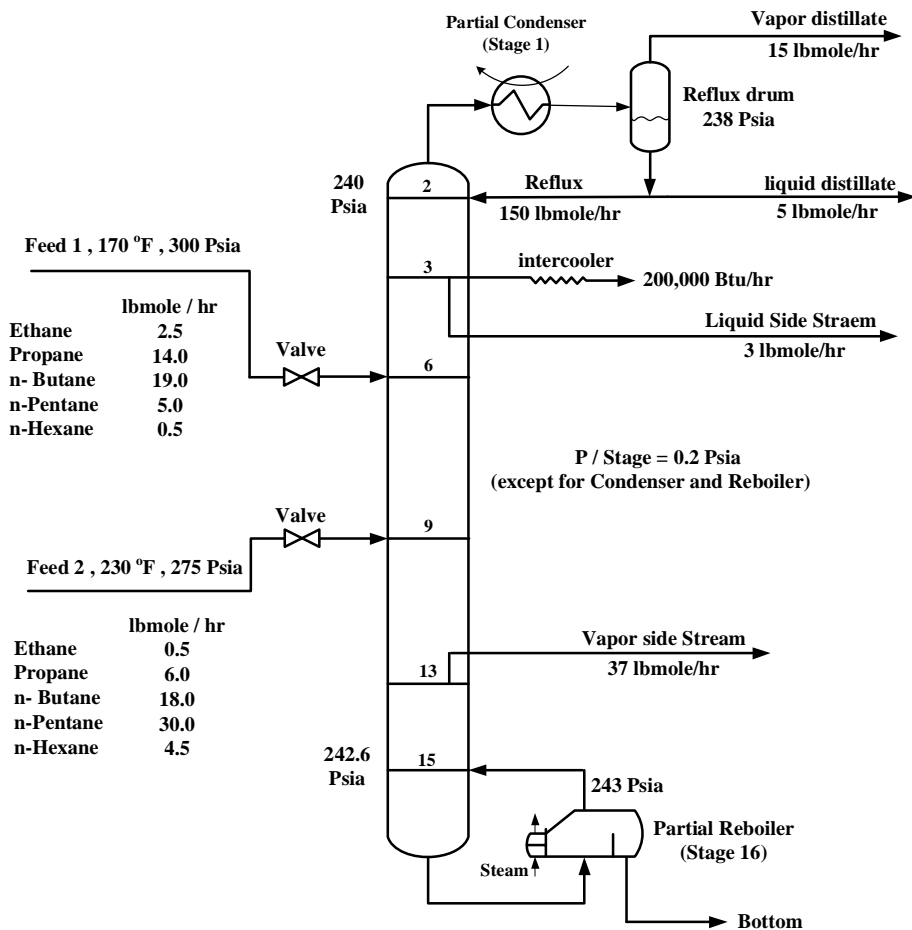 Partial Condenser
(Stage 1)
Vapor distillate
15 lbmole/hr
Reflux drum
238 Psia
240
Psia
2
Reflux
150 lbmole/hr
liquid distillate
5 lbmole/hr
Feed 1 , 170 °F , 300 Psia
3
intercooler
200,000 Btu/hr
Liquid Side Straem
3 lbmole/hr
lbmole / hr
Ethane 2.5
Propane 14.0
n- Butane 19.0
n-Pentane 5.0
n-Hexane 0.5
Valve
6
P / Stage = 0.2 Psia
(except for Condenser and Reboiler)
Valve
9
Feed 2 , 230 °F , 275 Psia
lbmole / hr
Ethane 0.5
Propane 6.0
n- Butane 18.0
n-Pentane 30.0
n-Hexane 4.5
Vapor side Stream
37 lbmole/hr
13
242.6
Psia
15
243 Psia
Partial Reboiler
(Stage 16)
Steam
Bottom